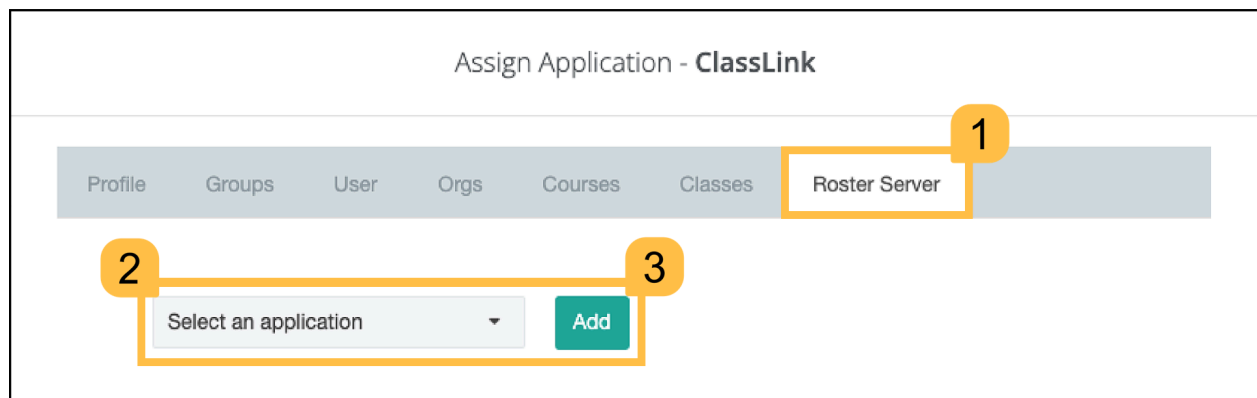 Assign Application - ClassLink
1
Profile Groups User Orgs Courses Classes Roster Server
2 3
Select an application Add